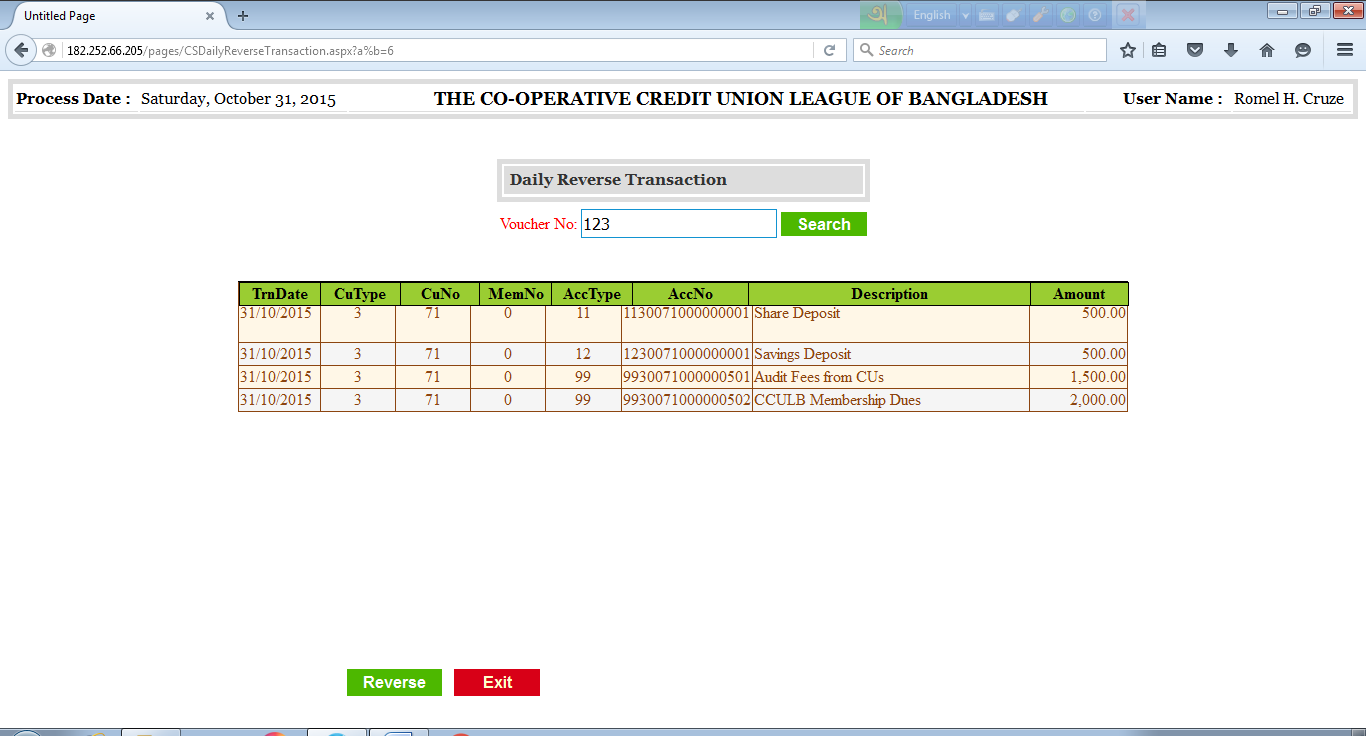 Untitled Page
অ English
182.252.66.205/pages/CSDailyReverseTransaction.aspx?a%b=6
Search
Process Date : Saturday, October 31, 2015 THE CO-OPERATIVE CREDIT UNION LEAGUE OF BANGLADESH User Name : Romel H. Cruze
Daily Reverse Transaction
Voucher No: 123 Search
TrnDate CuType CuNo MemNo AccType AccNo Description Amount
31/10/2015 3 71 0 11 1130071000000001 Share Deposit 500.00
31/10/2015 3 71 0 12 1230071000000001 Savings Deposit 500.00
31/10/2015 3 71 0 99 9930071000000501 Audit Fees from CUs 1,500.00
31/10/2015 3 71 0 99 9930071000000502 CCULB Membership Dues 2,000.00
Reverse Exit